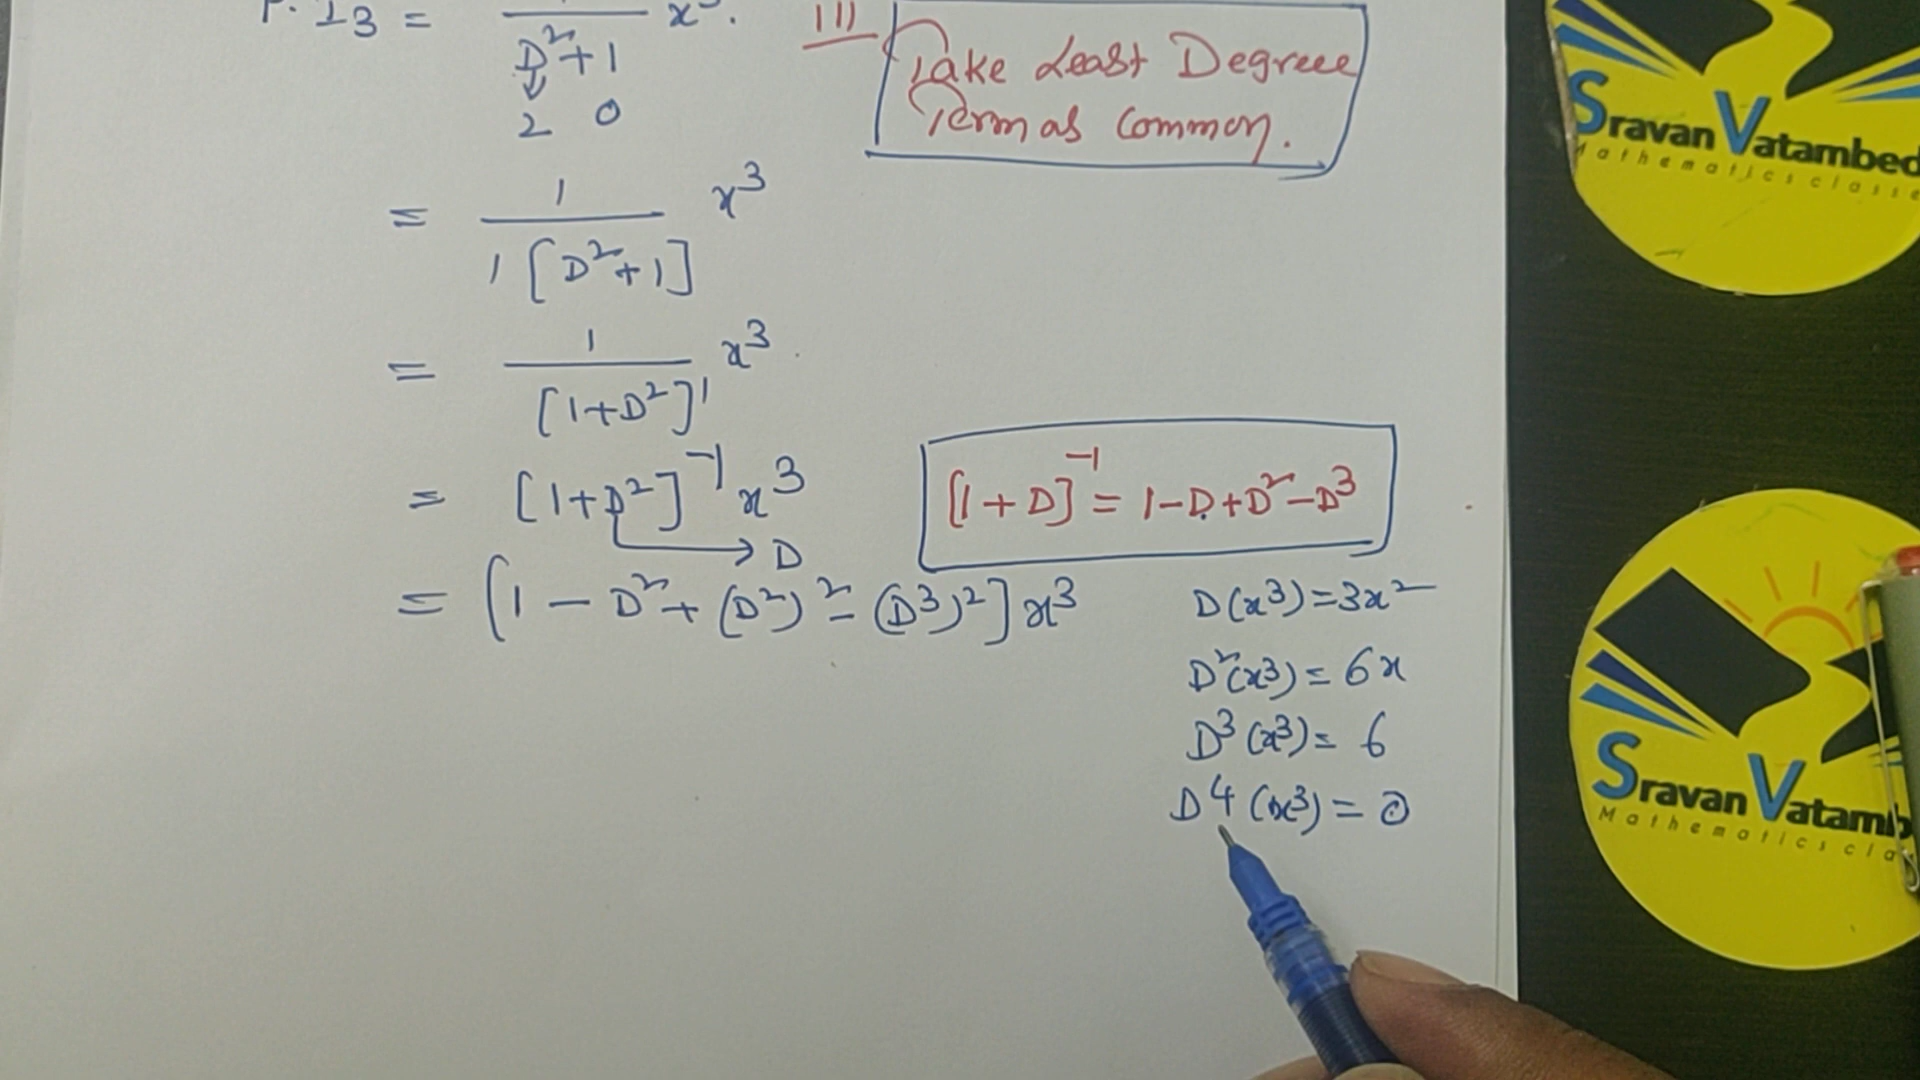 P. I3 = 1/(D²+1) x³.
III
Take Least Degreee
Term as Common.
2 0
= 1/(1[D²+1]) x³
= 1/([1+D²]¹) x³
= [1+D²]⁻¹ x³
→ D
[1+D]⁻¹ = 1-D+D²-D³
= (1 - D² + (D²)² - (D³)²] x³
D(x³)=3x²
D²(x³) = 6x
D³(x³) = 6
D⁴(x³) = 0
Sravan Vatambed
Mathematics classe
Sravan Vatamb
Mathematics cla